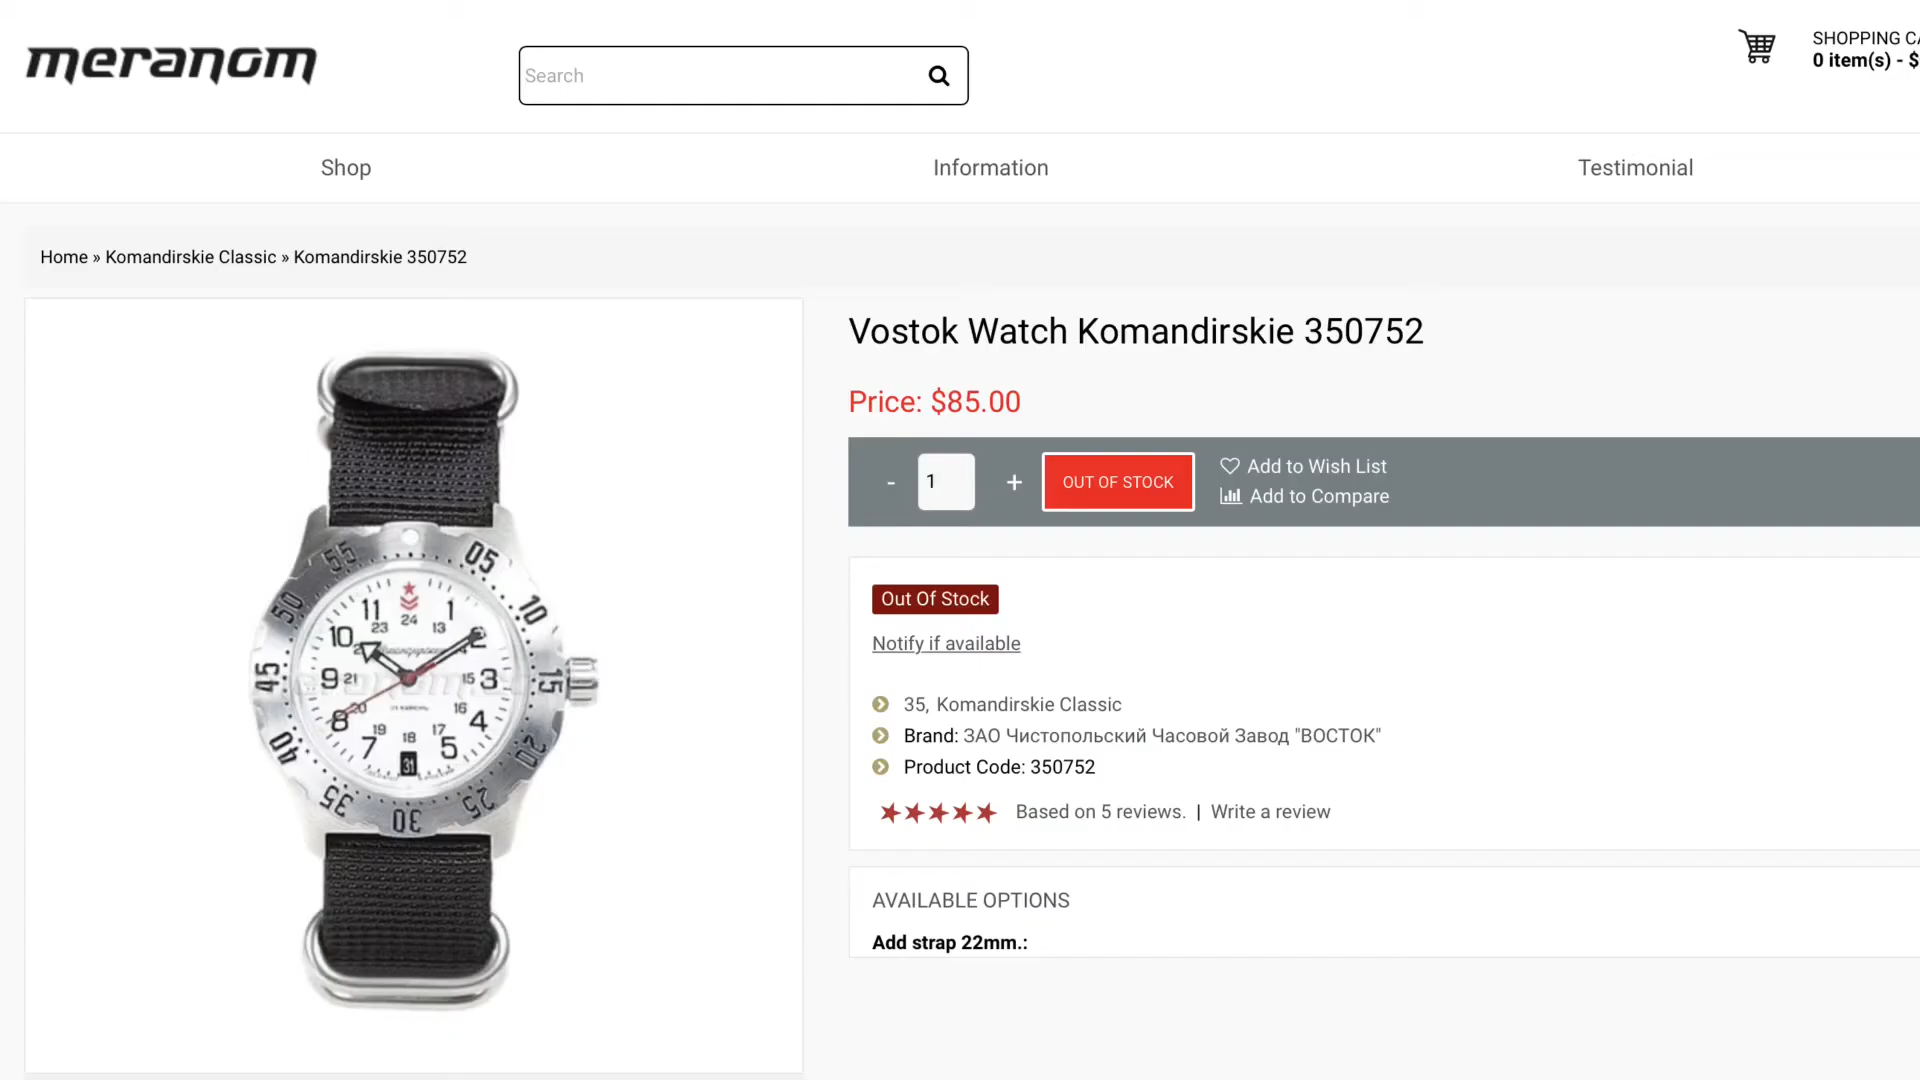 meranom
Search
SHOPPING CA
0 item(s) - $
Shop
Information
Testimonial
Home » Komandirskie Classic » Komandirskie 350752
Vostok Watch Komandirskie 350752
Price: $85.00
- 1 + OUT OF STOCK
Add to Wish List
Add to Compare
Out Of Stock
Notify if available
35, Komandirskie Classic
Brand: ЗАО Чистопольский Часовой Завод "ВОСТОК"
Product Code: 350752
Based on 5 reviews. | Write a review
AVAILABLE OPTIONS
Add strap 22mm.:
05
10
15
20
25
30
35
40
45
50
55
1
3
4
5
7
8
9
10
11
24
13
15
16
17
18
19
20
21
23
31